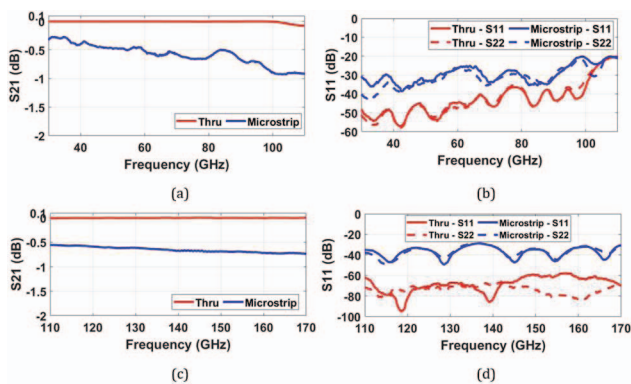 0.1
0
-0.5
-1
-1.5
-2
S21 (dB)
Thru Microstrip
40 60 80 100
Frequency (GHz)
(a)
-10
-20
-30
-40
-50
-60
S11 (dB)
Thru - S11 Microstrip - S11
Thru - S22 Microstrip - S22
40 60 80 100
Frequency (GHz)
(b)
0.1
0
-0.5
-1
-1.5
-2
S21 (dB)
Thru Microstrip
110 120 130 140 150 160 170
Frequency (GHz)
(c)
0
-20
-40
-60
-80
-100
S11 (dB)
Thru - S11 Microstrip - S11
Thru - S22 Microstrip - S22
110 120 130 140 150 160 170
Frequency (GHz)
(d)